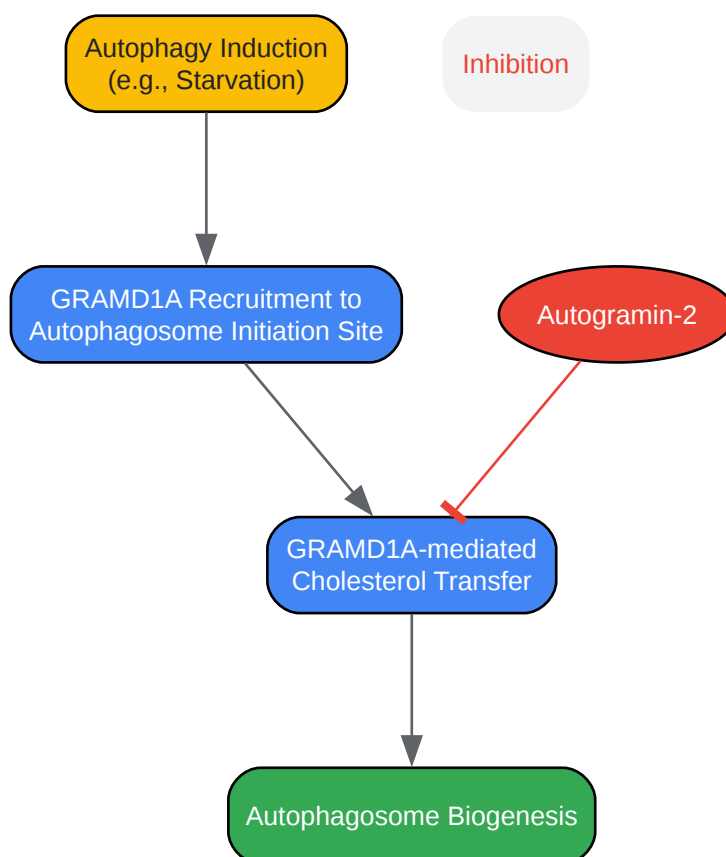 Autophagy Induction
(e.g., Starvation)
Inhibition
GRAMD1A Recruitment to
Autophagosome Initiation Site
Autogramin-2
GRAMD1A-mediated
Cholesterol Transfer
Autophagosome Biogenesis